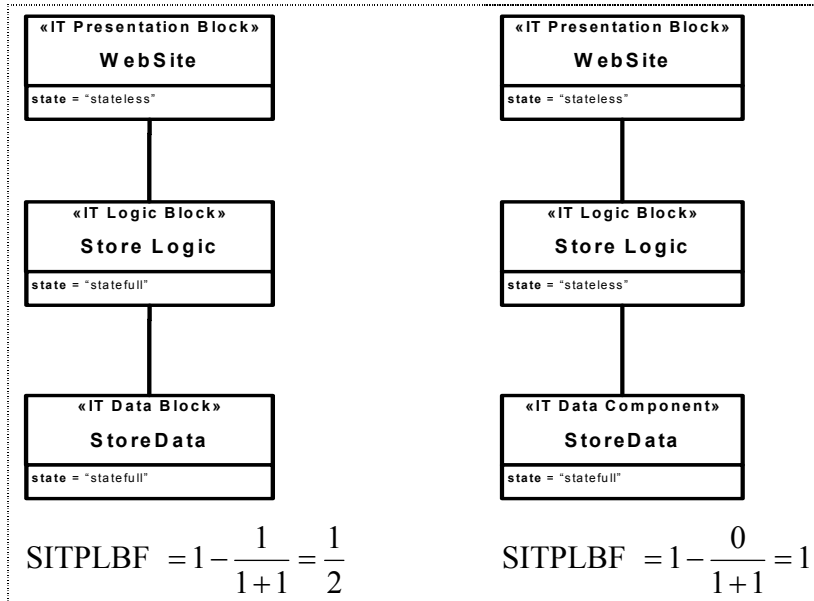 «IT Presentation Block»
WebSite
state = “stateless”
«IT Logic Block»
Store Logic
state = “statefull”
«IT Data Block»
StoreData
state = “statefull”
SITPLBF = 1 − 1/(1+1) = 1/2
«IT Presentation Block»
WebSite
state = “stateless”
«IT Logic Block»
Store Logic
state = “stateless”
«IT Data Component»
StoreData
state = “statefull”
SITPLBF = 1 − 0/(1+1) = 1